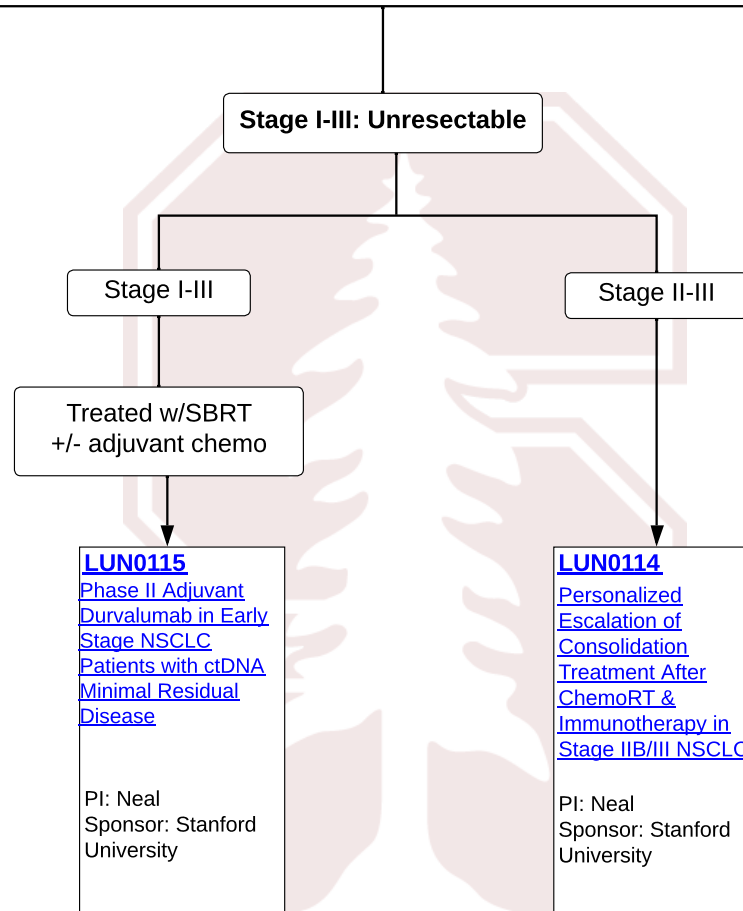 Stage I-III: Unresectable
Stage I-III
Stage II-III
Treated w/SBRT
+/- adjuvant chemo
LUN0115
Phase II Adjuvant
Durvalumab in Early
Stage NSCLC
Patients with ctDNA
Minimal Residual
Disease
PI: Neal
Sponsor: Stanford
University
LUN0114
Personalized
Escalation of
Consolidation
Treatment After
ChemoRT &
Immunotherapy in
Stage IIB/III NSCLC
PI: Neal
Sponsor: Stanford
University